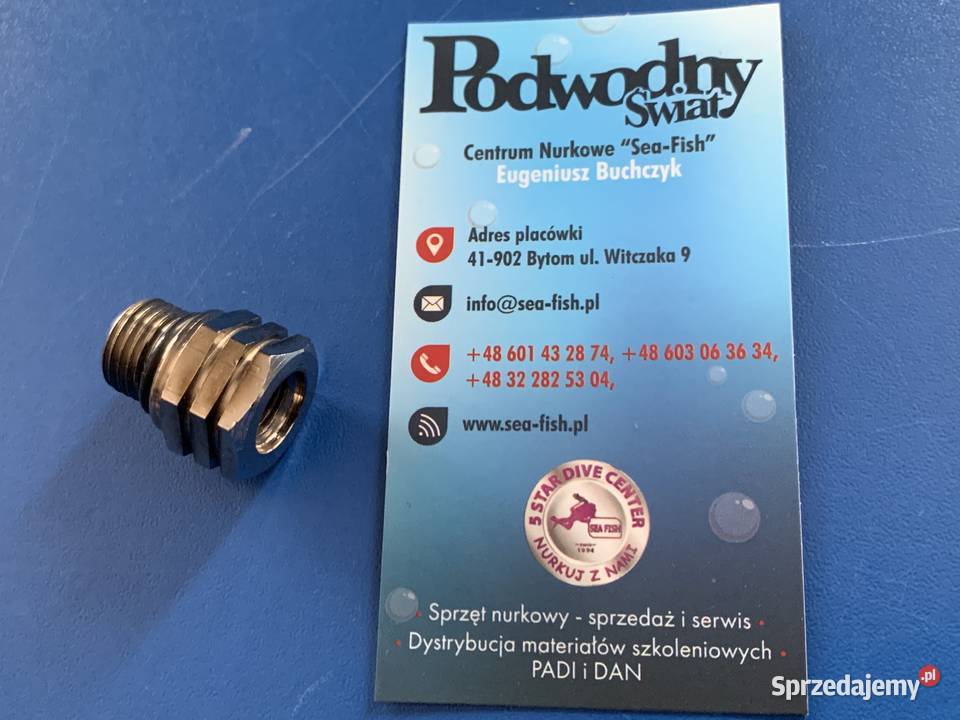 Podwodny
Świat
Centrum Nurkowe "Sea-Fish"
Eugeniusz Buchczyk
Adres placówki
41-902 Bytom ul. Witczaka 9
info@sea-fish.pl
+48 601 43 28 74, +48 603 06 36 34,
+48 32 282 53 04,
www.sea-fish.pl
5 STAR DIVE CENTER
SEA FISH
1994
NURKUJ Z NAMI
• Sprzęt nurkowy - sprzedaż i serwis •
• Dystrybucja materiałów szkoleniowych •
PADI i DAN
Sprzedajemy.pl